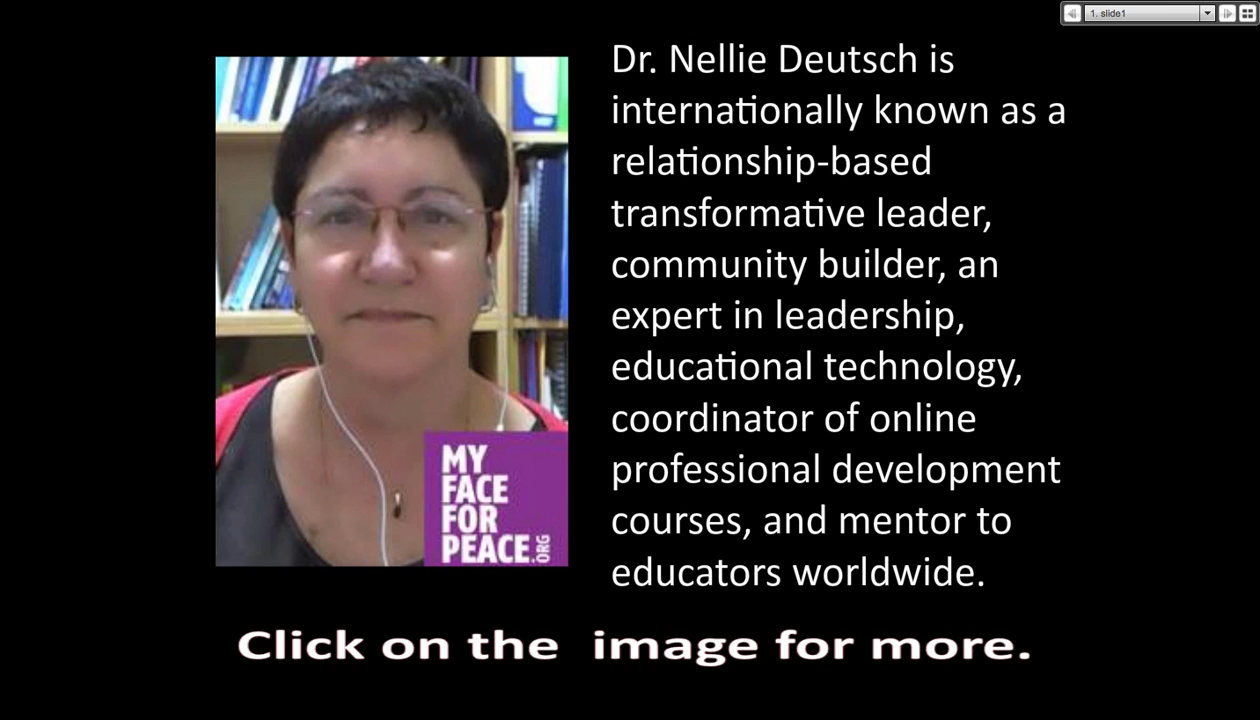 1. slide1
Dr. Nellie Deutsch is
internationally known as a
relationship-based
transformative leader,
community builder, an
expert in leadership,
educational technology,
coordinator of online
professional development
courses, and mentor to
educators worldwide.
MY
FACE
FOR
PEACE.ORG
Click on the image for more.